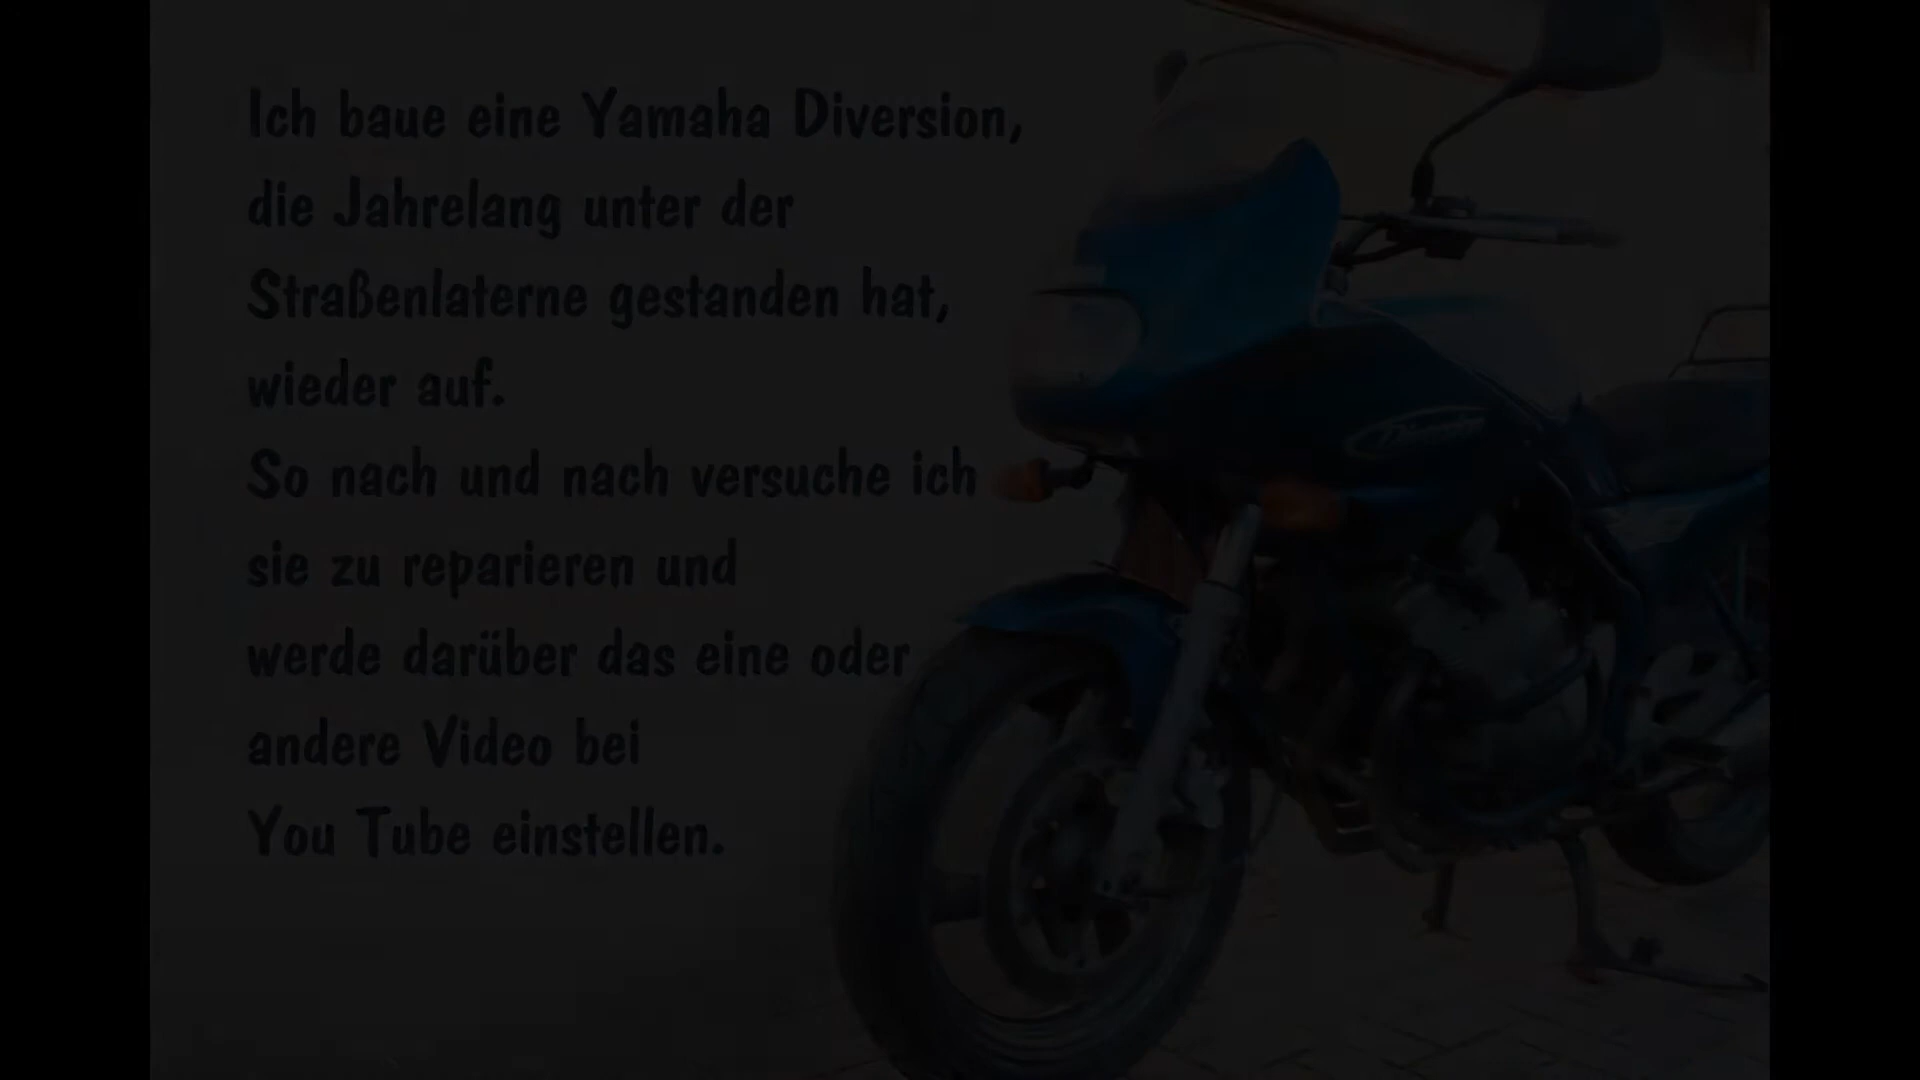 Ich baue eine Yamaha Diversion,
die Jahrelang unter der
Straßenlaterne gestanden hat,
wieder auf.
So nach und nach versuche ich
sie zu reparieren und
werde darüber das eine oder
andere Video bei
You Tube einstellen.
Diversion